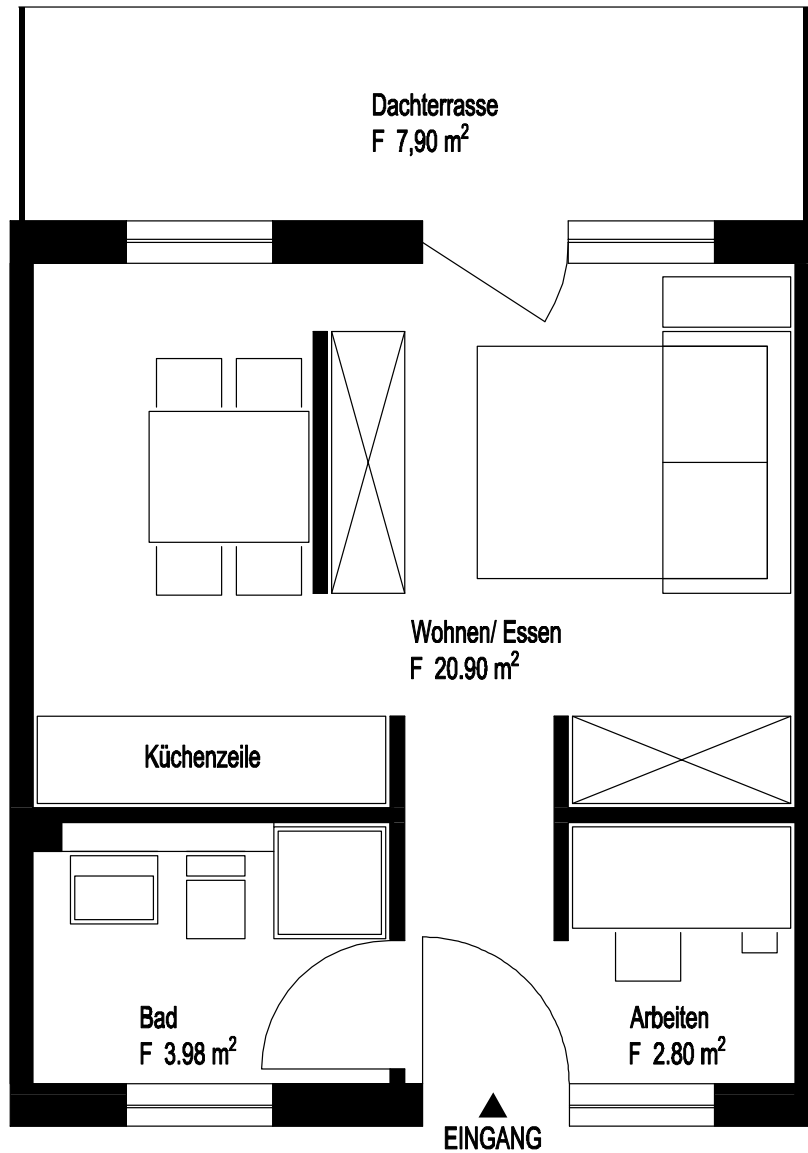 Dachterrasse
F 7,90 m²
Wohnen/ Essen
F 20.90 m²
Küchenzeile
Bad
F 3.98 m²
Arbeiten
F 2.80 m²
EINGANG